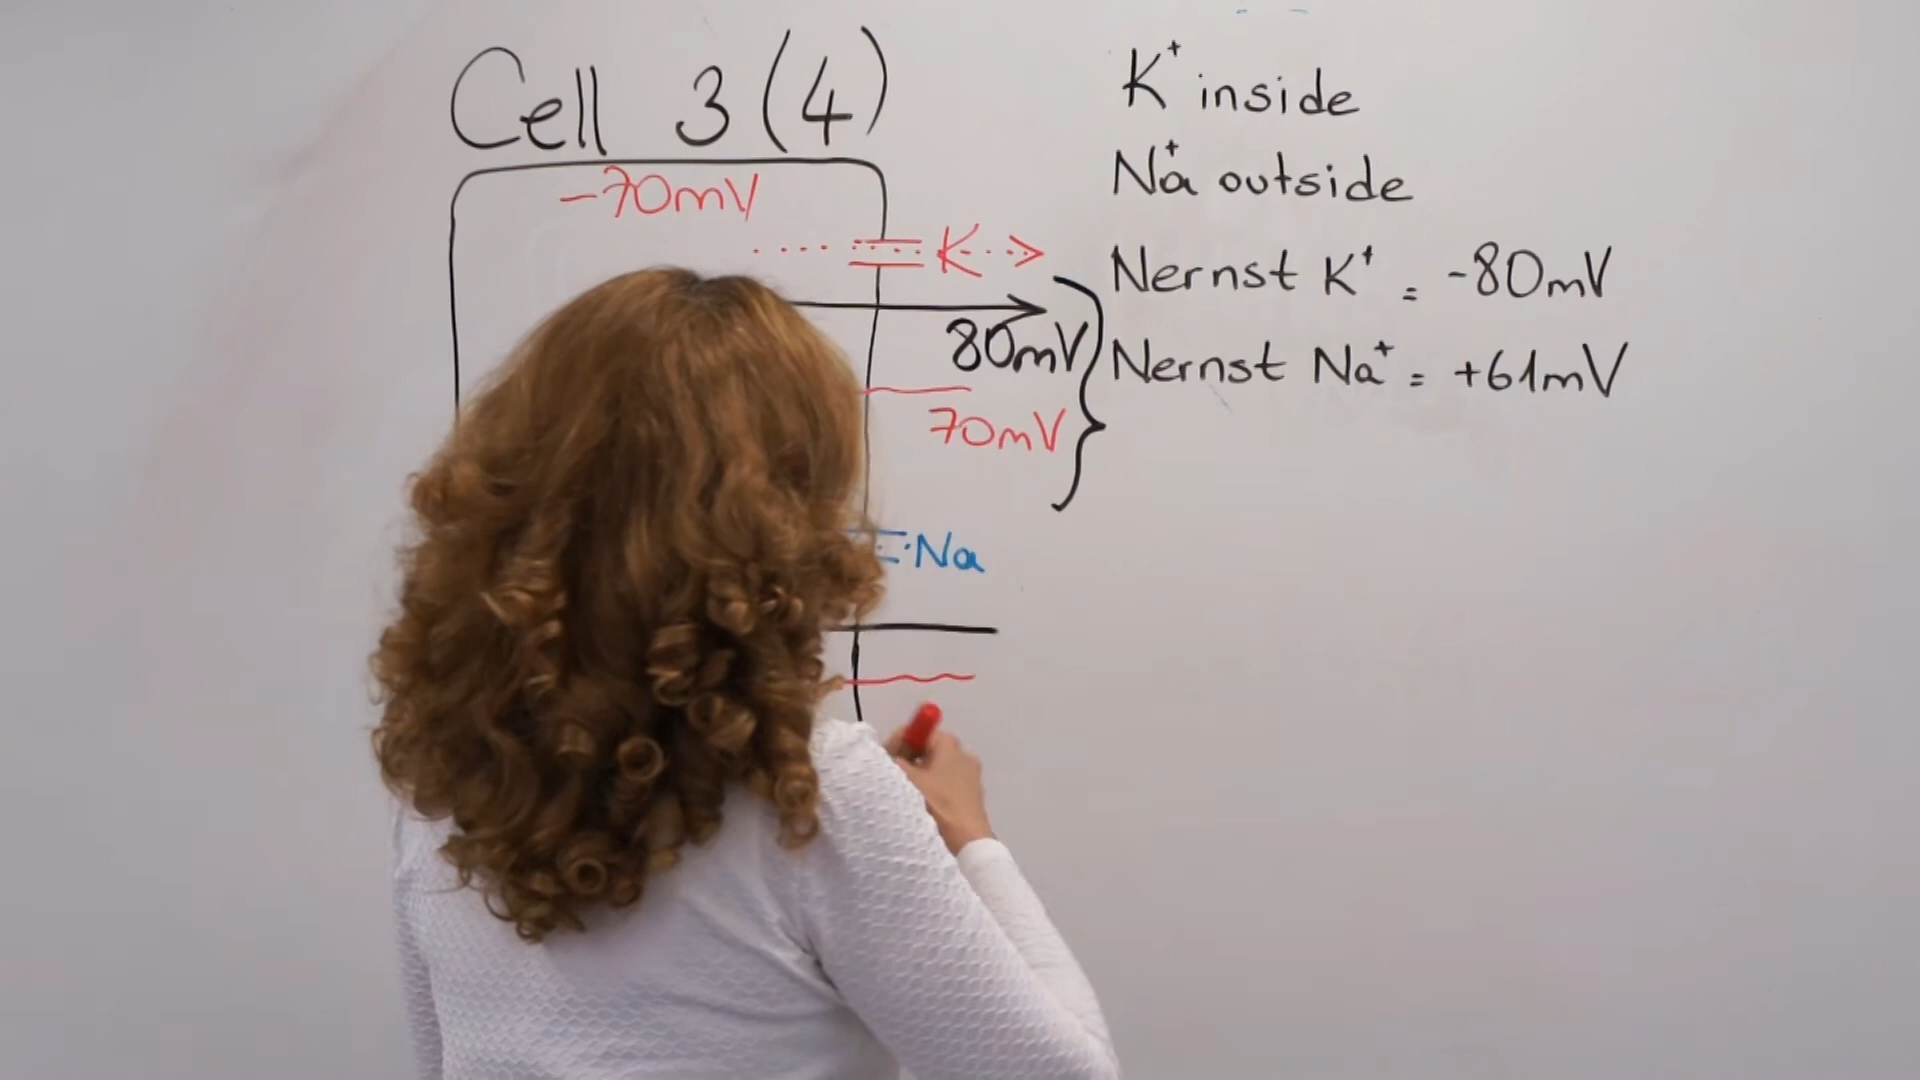 Cell 3 (4)
-70mV
K
80mV
70mV
Na
K⁺ inside
Na⁺ outside
Nernst K⁺ = -80mV
Nernst Na⁺ = +61mV